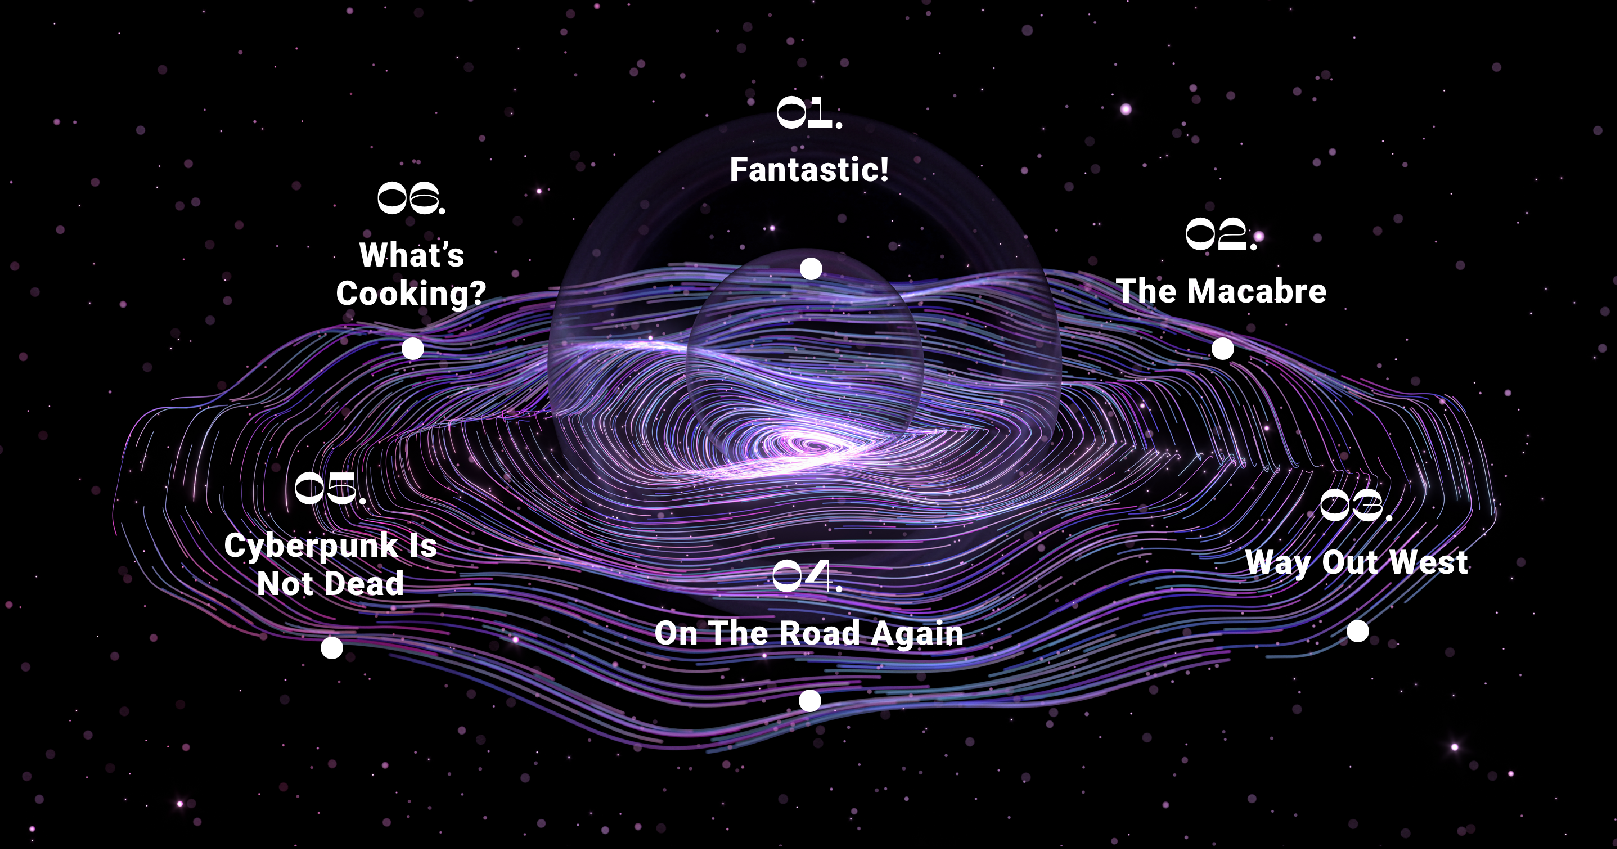 01.
Fantastic!
02.
The Macabre
03.
Way Out West
04.
On The Road Again
05.
Cyberpunk Is
Not Dead
06.
What’s
Cooking?